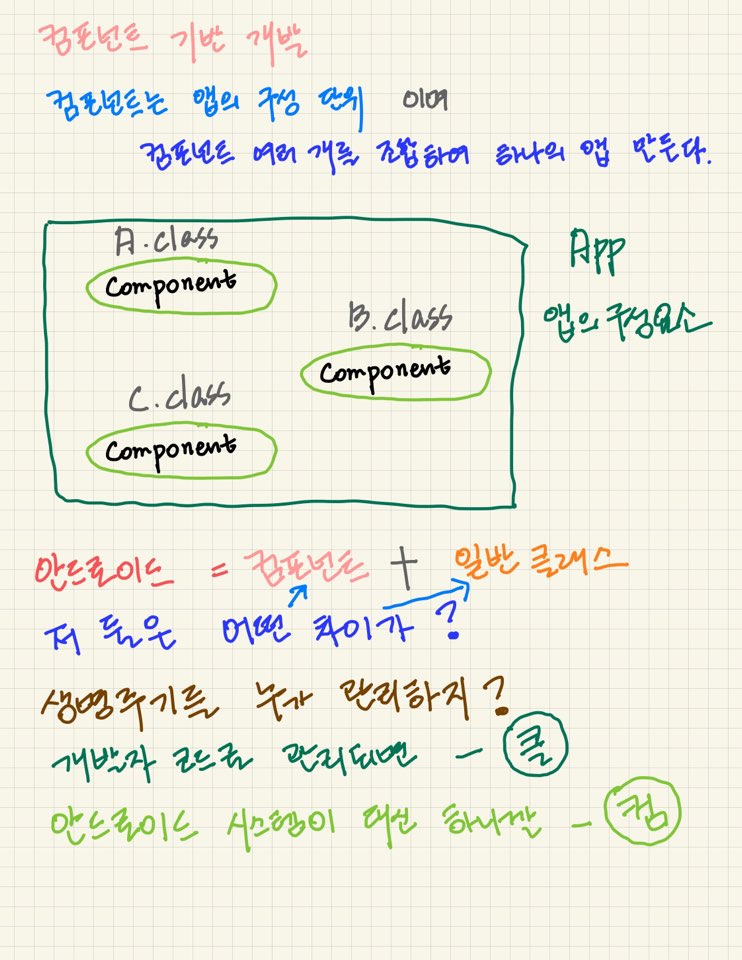 컴포넌트 기반 개발
컴포넌트는 앱의 구성 단위 이며
컴포넌트 여러 개를 조합하여 하나의 앱 만든다.
A.class
Component
App
B.class
앱의 구성요소
Component
C.class
Component
안드로이드 = 컴포넌트 + 일반 클래스
저 둘은 어떤 차이가 ?
생명주기를 누가 관리하지 ?
개발자 코드로 관리되면 - 클
안드로이드 시스템이 대신 하나깔 - 컴